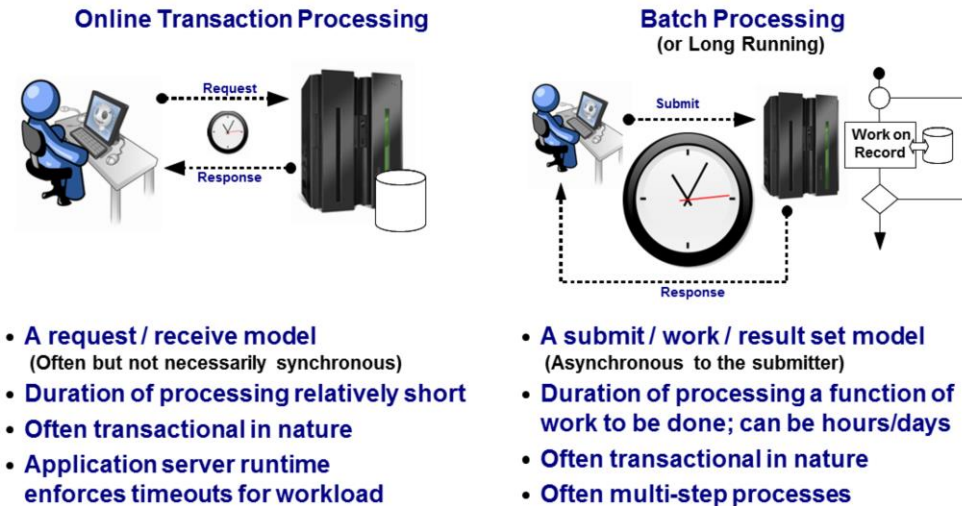 Online Transaction Processing
Request
Response
• A request / receive model
(Often but not necessarily synchronous)
• Duration of processing relatively short
• Often transactional in nature
• Application server runtime
enforces timeouts for workload
Batch Processing
(or Long Running)
Submit
Work on
Record
Response
• A submit / work / result set model
(Asynchronous to the submitter)
• Duration of processing a function of
work to be done; can be hours/days
• Often transactional in nature
• Often multi-step processes